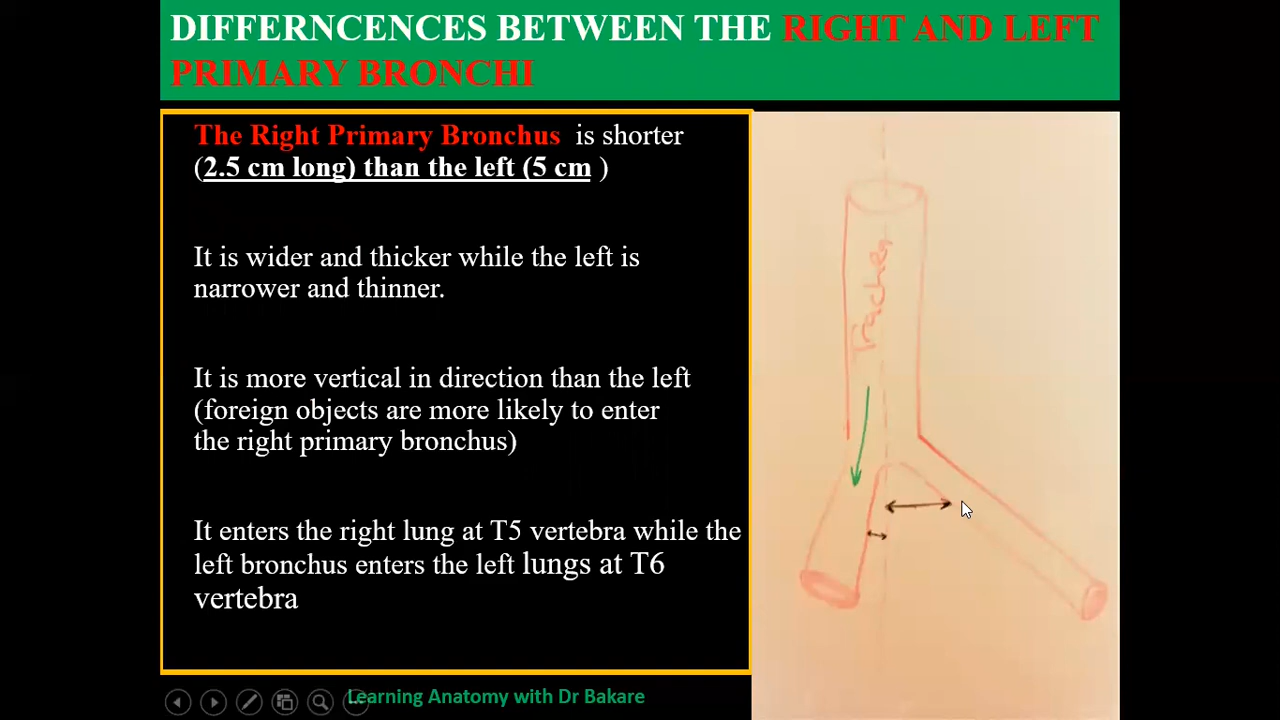 DIFFERNCENCES BETWEEN THE RIGHT AND LEFT
PRIMARY BRONCHI
The Right Primary Bronchus is shorter
(2.5 cm long) than the left (5 cm )
It is wider and thicker while the left is
narrower and thinner.
It is more vertical in direction than the left
(foreign objects are more likely to enter
the right primary bronchus)
It enters the right lung at T5 vertebra while the
left bronchus enters the left lungs at T6
vertebra
Trachea
Learning Anatomy with Dr Bakare